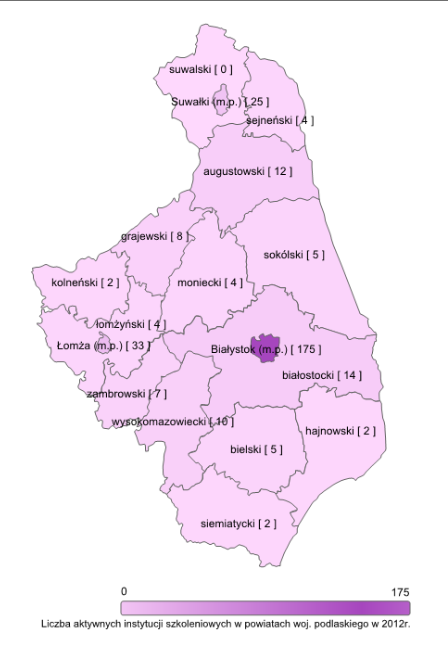 suwalski [ 0 ]
Suwałki (m.p.) [ 25 ]
sejneński [ 4 ]
augustowski [ 12 ]
grajewski [ 8 ]
sokólski [ 5 ]
kolneński [ 2 ]
moniecki [ 4 ]
łomżyński [ 4 ]
Łomża (m.p.) [ 33 ]
Białystok (m.p.) [ 175 ]
białostocki [ 14 ]
zambrowski [ 7 ]
wysokomazowiecki [ 10 ]
hajnowski [ 2 ]
bielski [ 5 ]
siemiatycki [ 2 ]
0 175
Liczba aktywnych instytucji szkoleniowych w powiatach woj. podlaskiego w 2012r.